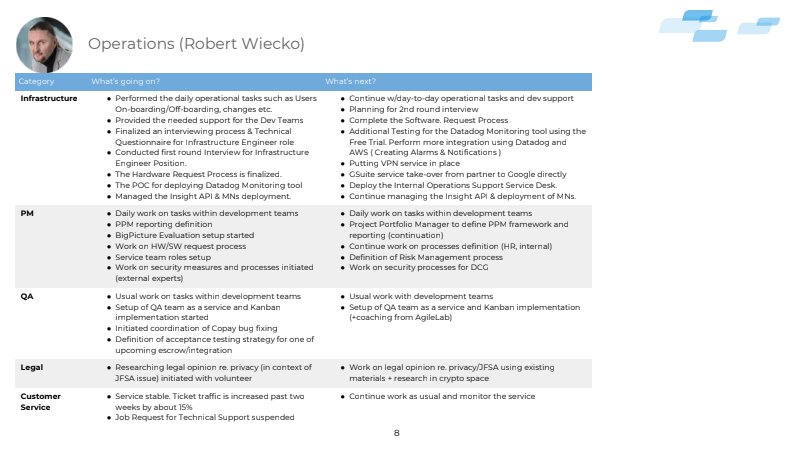 Operations (Robert Wiecko)
Category What's going on? What's next?
Infrastructure
● Performed the daily operational tasks such as Users
On-boarding/Off-boarding, changes etc.
● Provided the needed support for the Dev Teams
● Finalized an interviewing process & Technical
Questionnaire for Infrastructure Engineer role
● Conducted first round Interview for Infrastructure
Engineer Position.
● The Hardware Request Process is finalized.
● The POC for deploying Datadog Monitoring tool
● Managed the Insight API & MNs deployment.
● Continue w/day-to-day operational tasks and dev support
● Planning for 2nd round interview
● Complete the Software. Request Process
● Additional Testing for the Datadog Monitoring tool using the
Free Trial. Perform more integration using Datadog and
AWS ( Creating Alarms & Notifications )
● Putting VPN service in place
● GSuite service take-over from partner to Google directly
● Deploy the Internal Operations Support Service Desk.
● Continue managing the Insight API & deployment of MNs.
PM
● Daily work on tasks within development teams
● PPM reporting definition
● BigPicture Evaluation setup started
● Work on HW/SW request process
● Service team roles setup
● Work on security measures and processes initiated
(external experts)
● Daily work on tasks within development teams
● Project Portfolio Manager to define PPM framework and
reporting (continuation)
● Continue work on processes definition (HR, internal)
● Definition of Risk Management process
● Work on security processes for DCG
QA
● Usual work on tasks within development teams
● Setup of QA team as a service and Kanban
implementation started
● Initiated coordination of Copay bug fixing
● Definition of acceptance testing strategy for one of
upcoming escrow/integration
● Usual work with development teams
● Setup of QA team as a service and Kanban implementation
(+coaching from AgileLab)
Legal
● Researching legal opinion re. privacy (in context of
JFSA issue) initiated with volunteer
● Work on legal opinion re. privacy/JFSA using existing
materials + research in crypto space
Customer
Service
● Service stable. Ticket traffic is increased past two
weeks by about 15%
● Job Request for Technical Support suspended
● Continue work as usual and monitor the service
8